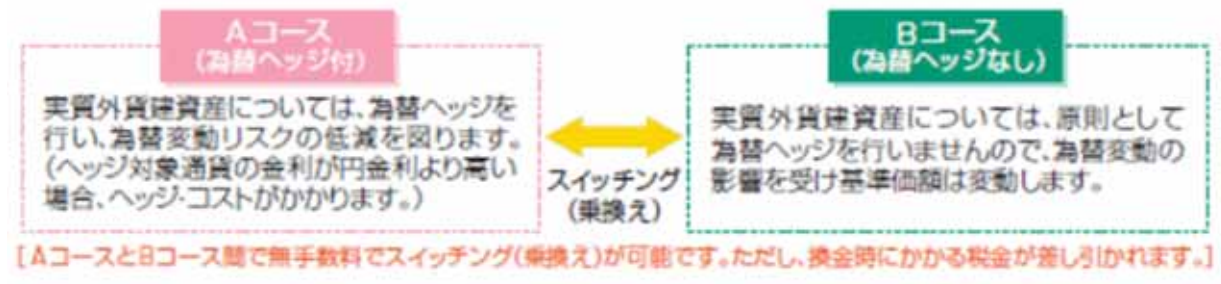 Aコース
(為替ヘッジ付)
実質外貨建資産については、為替ヘッジを
行い、為替変動リスクの低減を図ります。
(ヘッジ対象通貨の金利が円金利より高い
場合、ヘッジ・コストがかかります。)
スイッチング
(乗換え)
Bコース
(為替ヘッジなし)
実質外貨建資産については、原則として
為替ヘッジを行いませんので、為替変動の
影響を受け基準価額は変動します。
[AコースとBコース間で無手数料でスイッチング(乗換え)が可能です。ただし、換金時にかかる税金が差し引かれます。]